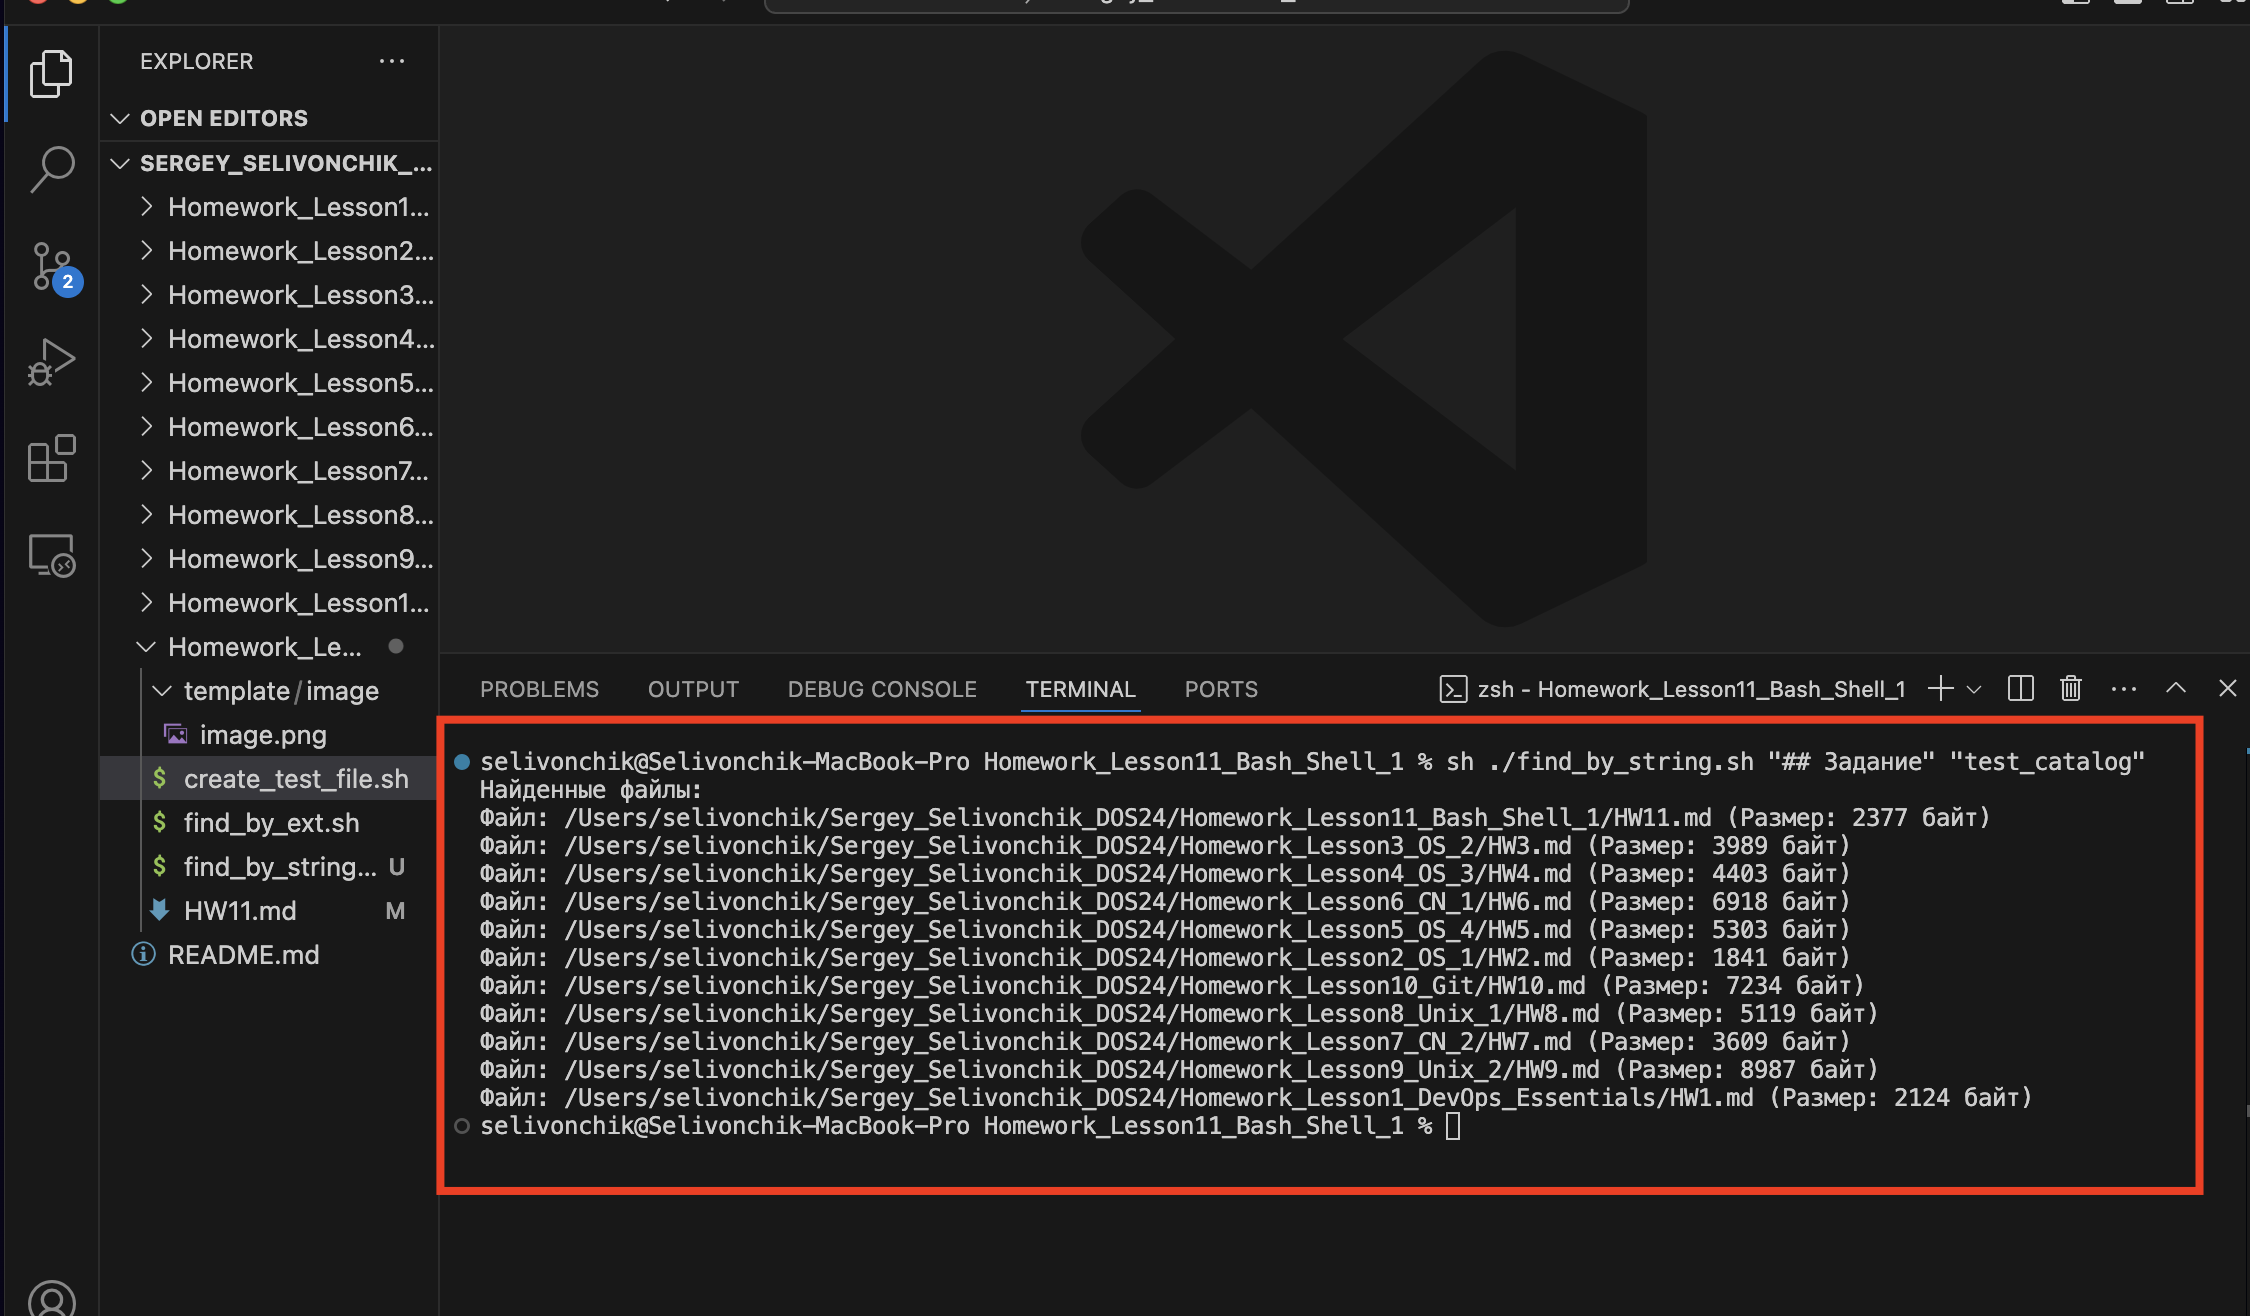 EXPLORER
OPEN EDITORS
SERGEY_SELIVONCHIK_...
Homework_Lesson1...
Homework_Lesson2...
Homework_Lesson3...
Homework_Lesson4...
Homework_Lesson5...
Homework_Lesson6...
Homework_Lesson7...
Homework_Lesson8...
Homework_Lesson9...
Homework_Lesson1...
Homework_Le...
template/image
image.png
$ create_test_file.sh
$ find_by_ext.sh
$ find_by_string... U
HW11.md M
README.md
2
PROBLEMS OUTPUT DEBUG CONSOLE TERMINAL PORTS
zsh - Homework_Lesson11_Bash_Shell_1
selivonchik@Selivonchik-MacBook-Pro Homework_Lesson11_Bash_Shell_1 % sh ./find_by_string.sh "## Задание" "test_catalog"
Найденные файлы:
Файл: /Users/selivonchik/Sergey_Selivonchik_DOS24/Homework_Lesson11_Bash_Shell_1/HW11.md (Размер: 2377 байт)
Файл: /Users/selivonchik/Sergey_Selivonchik_DOS24/Homework_Lesson3_OS_2/HW3.md (Размер: 3989 байт)
Файл: /Users/selivonchik/Sergey_Selivonchik_DOS24/Homework_Lesson4_OS_3/HW4.md (Размер: 4403 байт)
Файл: /Users/selivonchik/Sergey_Selivonchik_DOS24/Homework_Lesson6_CN_1/HW6.md (Размер: 6918 байт)
Файл: /Users/selivonchik/Sergey_Selivonchik_DOS24/Homework_Lesson5_OS_4/HW5.md (Размер: 5303 байт)
Файл: /Users/selivonchik/Sergey_Selivonchik_DOS24/Homework_Lesson2_OS_1/HW2.md (Размер: 1841 байт)
Файл: /Users/selivonchik/Sergey_Selivonchik_DOS24/Homework_Lesson10_Git/HW10.md (Размер: 7234 байт)
Файл: /Users/selivonchik/Sergey_Selivonchik_DOS24/Homework_Lesson8_Unix_1/HW8.md (Размер: 5119 байт)
Файл: /Users/selivonchik/Sergey_Selivonchik_DOS24/Homework_Lesson7_CN_2/HW7.md (Размер: 3609 байт)
Файл: /Users/selivonchik/Sergey_Selivonchik_DOS24/Homework_Lesson9_Unix_2/HW9.md (Размер: 8987 байт)
Файл: /Users/selivonchik/Sergey_Selivonchik_DOS24/Homework_Lesson1_DevOps_Essentials/HW1.md (Размер: 2124 байт)
selivonchik@Selivonchik-MacBook-Pro Homework_Lesson11_Bash_Shell_1 %